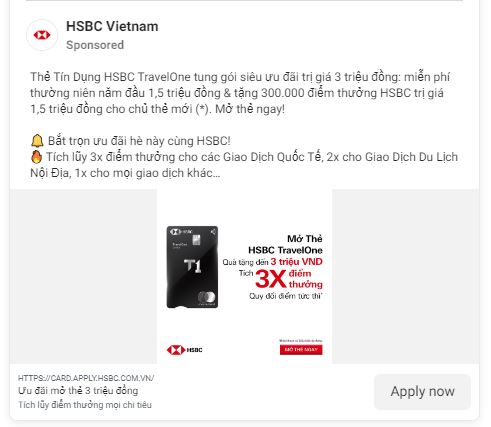 HSBC Vietnam
Sponsored
Thẻ Tín Dụng HSBC TravelOne tung gói siêu ưu đãi trị giá 3 triệu đồng: miễn phí
thường niên năm đầu 1,5 triệu đồng & tặng 300.000 điểm thưởng HSBC trị giá
1,5 triệu đồng cho chủ thẻ mới (*). Mở thẻ ngay!
🔔 Bắt trọn ưu đãi hè này cùng HSBC!
🔥 Tích lũy 3x điểm thưởng cho các Giao Dịch Quốc Tế, 2x cho Giao Dịch Du Lịch
Nội Địa, 1x cho mọi giao dịch khác...
HSBC
TravelOne
T1
Mở Thẻ
HSBC TravelOne
Quà tặng đến 3 triệu VND
Tích 3X điểm thưởng
Quy đổi điểm tức thì*
HSBC
MỞ THẺ NGAY
HTTPS://CARD.APPLY.HSBC.COM.VN/
Ưu đãi mở thẻ 3 triệu đồng
Tích lũy điểm thưởng mọi chi tiêu
Apply now